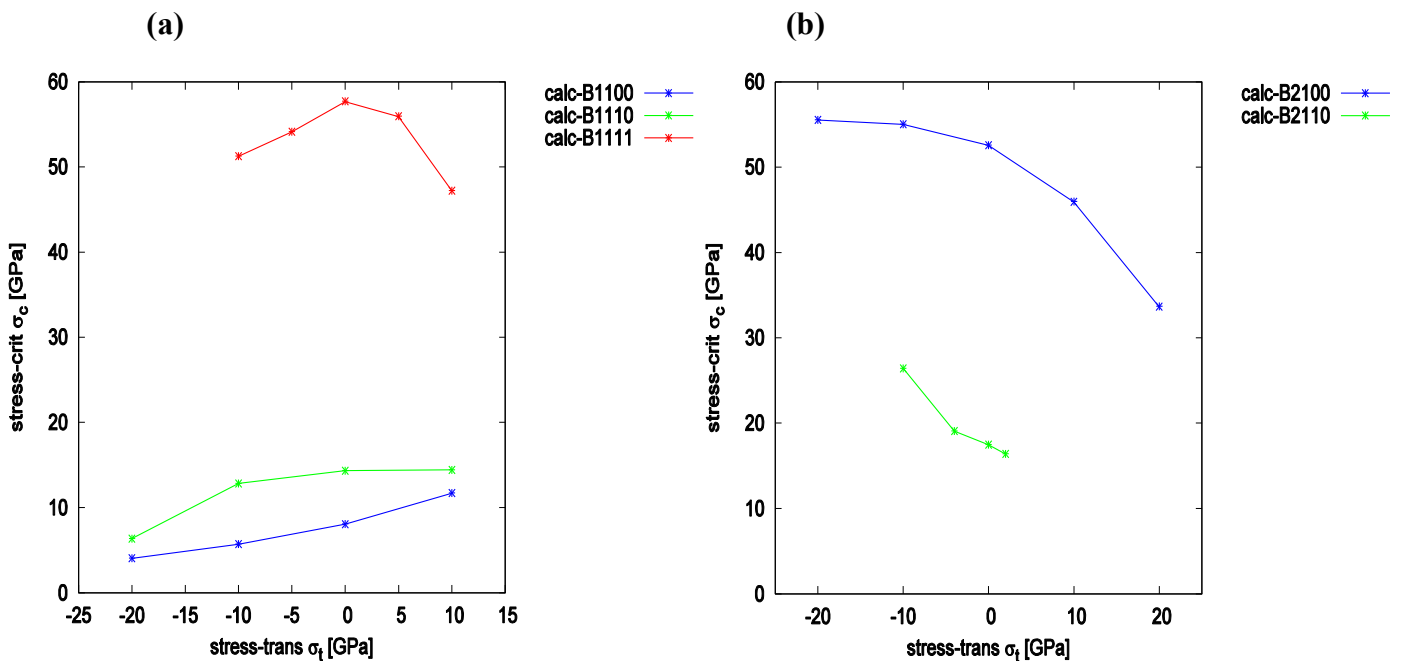 (a)
60
50
40
30
20
10
0
-25 -20 -15 -10 -5 0 5 10 15
stress-crit σc [GPa]
stress-trans σt [GPa]
calc-B1100
calc-B1110
calc-B1111
(b)
60
50
40
30
20
10
0
-20 -10 0 10 20
stress-crit σc [GPa]
stress-trans σt [GPa]
calc-B2100
calc-B2110